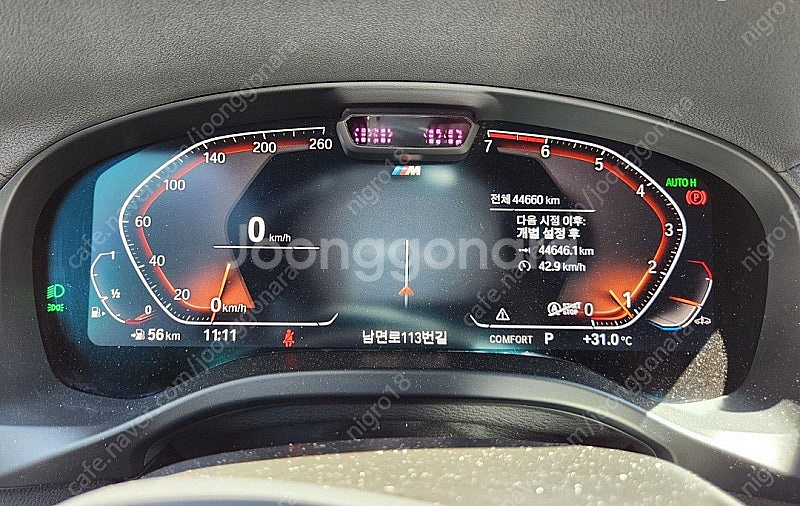 260
200
140
100
60
40
20
0 km/h
0 km/h
1
½
0
56 km
11:11
M
남면로113번길
7
6
5
4
3
2
1
0
전체 44660 km
다음 시점 이후:
개별 설정 후
44646.1 km
42.9 km/h
AUTO H
P
START
STOP
COMFORT P +31.0 °C
Joonggonara
cafe.naver.com/joonggonara
nigro18